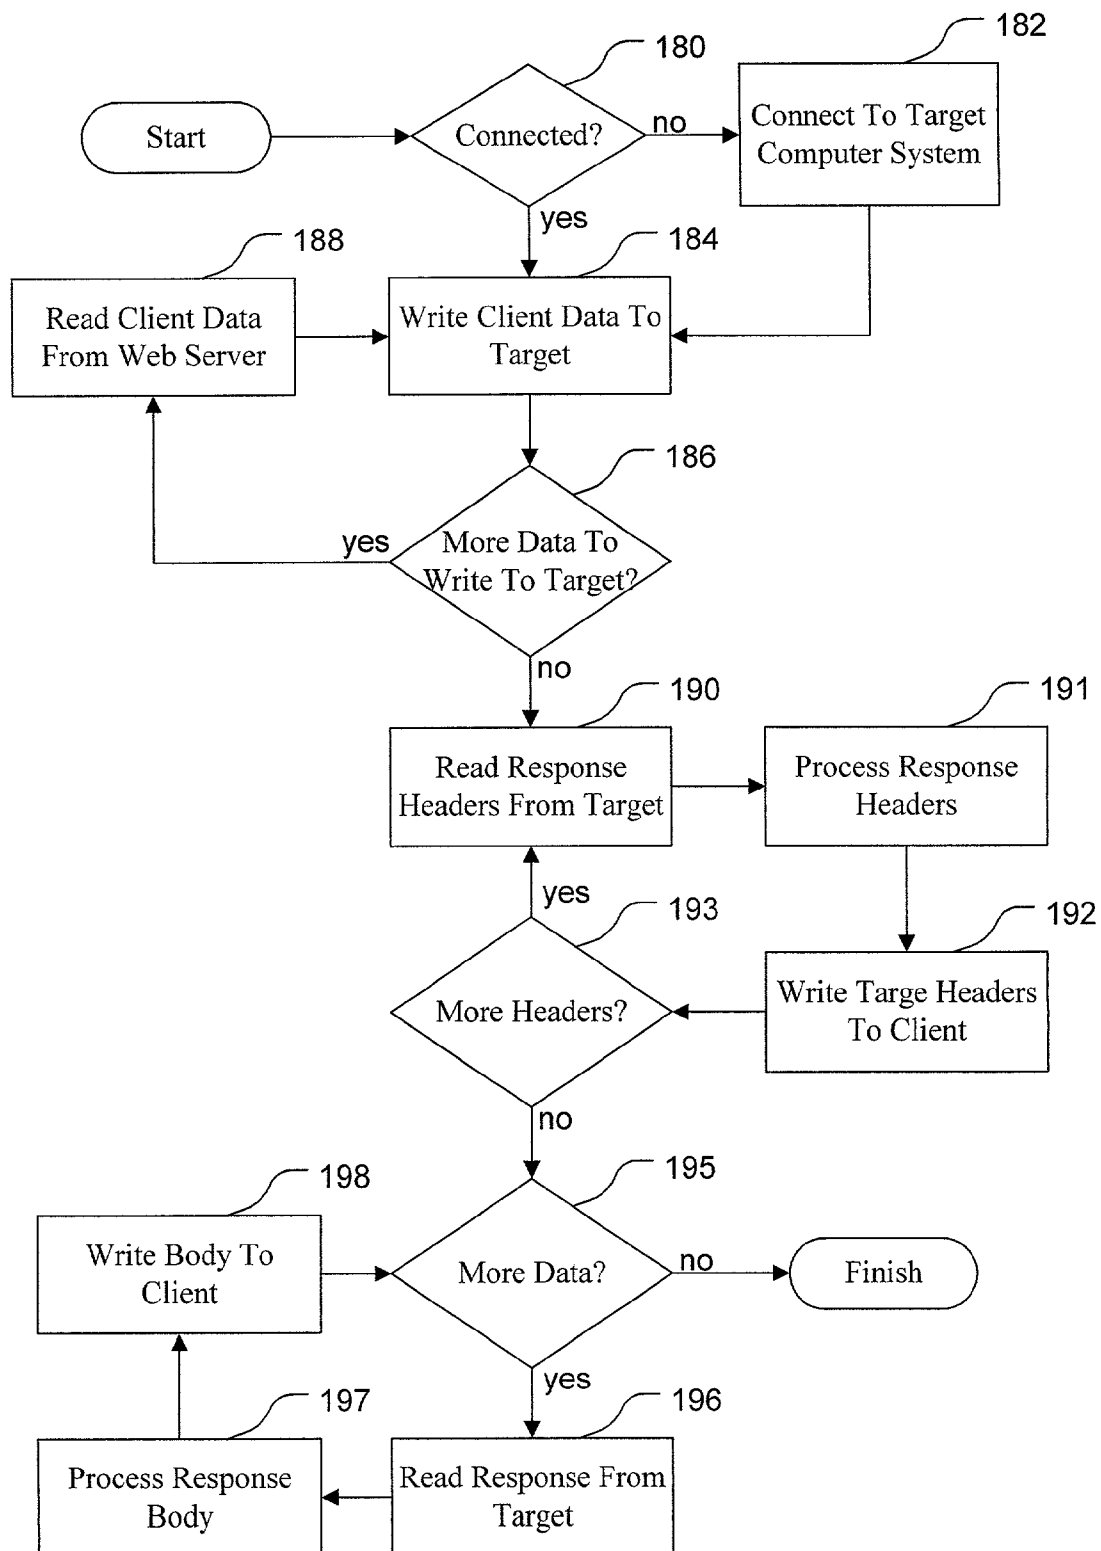 180
182
Start
Connected?
no
Connect To Target
Computer System
yes
188
184
Read Client Data
From Web Server
Write Client Data To
Target
186
yes
More Data To
Write To Target?
no
190
191
Read Response
Headers From Target
Process Response
Headers
yes
193
192
More Headers?
Write Targe Headers
To Client
no
198
195
Write Body To
Client
More Data?
no
Finish
yes
197
196
Process Response
Body
Read Response From
Target